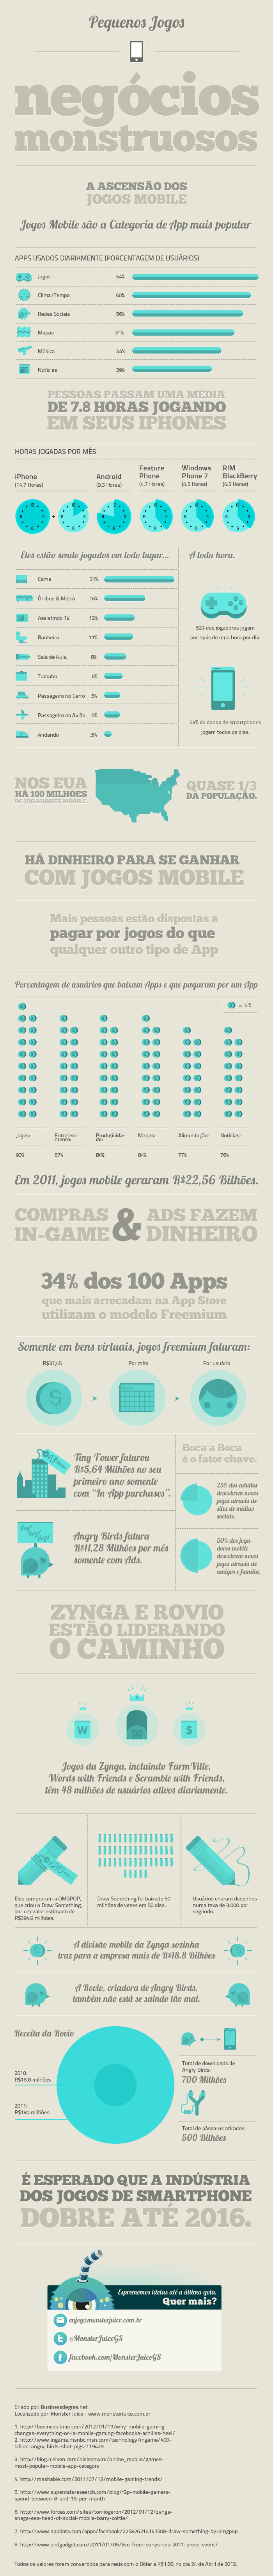 Pequenos Jogos
negócios
monstruosos
A ASCENSÃO DOS
JOGOS MOBILE
Jogos Mobile são a Categoria de App mais popular
APPS USADOS DIARIAMENTE (PORCENTAGEM DE USUÁRIOS)
Jogos 64%
Clima/Tempo 60%
Redes Sociais 56%
Mapas 51%
Música 44%
Notícias 39%
PESSOAS PASSAM UMA MÉDIA
DE 7.8 HORAS JOGANDO
EM SEUS IPHONES
HORAS JOGADAS POR MÊS
iPhone
(14.7 Horas)
Android
(9.3 Horas)
Feature
Phone
(4.7 Horas)
Windows
Phone 7
(4.5 Horas)
RIM
BlackBerry
(4.5 Horas)
Eles estão sendo jogados em todo lugar...
Cama 31%
Ônibus & Metrô 16%
Assistindo TV 12%
Banheiro 11%
Sala de Aula 8%
Trabaho 6%
Passageiro no Carro 5%
Passageiro no Avião 5%
Andando .5%
A toda hora.
52% dos jogadores jogam
por mais de uma hora por dia.
53% de donos de smartphones
jogam todos os dias.
NOS EUA
HÁ 100 MILHÕES
DE JOGADORES MOBILE.
QUASE 1/3
DA POPULAÇÃO.
HÁ DINHEIRO PARA SE GANHAR
COM JOGOS MOBILE
Mais pessoas estão dispostas a
pagar por jogos do que
qualquer outro tipo de App
Porcentagem de usuários que baixam Apps e que pagaram por um App
= 5%
Jogos:
93%
Entreteni-
mento:
87%
Produtivida-
de:
84%
Mapas:
84%
Alimentação:
77%
Notícias:
76%
Em 2011, jogos mobile geraram R$22,56 Bilhões.
COMPRAS
IN-GAME
&
ADS FAZEM
DINHEIRO
34% dos 100 Apps
que mais arrecadam na App Store
utilizam o modelo Freemium
Somente em bens virtuais, jogos freemium faturam:
R$37,45
Por mês
Por usuário
Tiny Tower faturou
R$5,64 Milhões no seu
primeiro ano somente
com "In-App purchases".
Angry Birds fatura
R$11,28 Milhões por mês
somente com Ads.
Boca a Boca
é o fator chave.
25% dos adultos
descobrem novos
jogos através de
sites de mídias
sociais.
50% dos joga-
dores mobile
descobrem novos
jogos através de
amigos e família.
ZYNGA E ROVIO
ESTÃO LIDERANDO
O CAMINHO
W
S
Jogos da Zynga, incluindo FarmVille,
Words with Friends e Scramble with Friends,
têm 48 milhões de usuários ativos diariamente.
Eles compraram a OMGPOP,
que criou o Draw Something,
por um valor estimado de
R$394,8 milhões.
Draw Something foi baixado 50
milhões de vezes em 50 dias.
Usuários criaram desenhos
numa taxa de 3.000 por
segundo.
A divisão mobile da Zynga sozinha
traz para a empresa mais de R$18.8 Bilhões
A Rovio, criadora de Angry Birds,
também não está se saindo tão mal.
Receita da Rovio
2010:
R$18.8 milhões
2011:
R$190 milhões
Total de downloads de
Angry Birds:
700 Milhões
Total de pássaros atirados:
500 Bilhões
É ESPERADO QUE A INDÚSTRIA
DOS JOGOS DE SMARTPHONE
DOBRE ATÉ 2016.
Esprememos ideias até a última gota.
Quer mais?
enjoy@monsterjuice.com.br
@MonsterJuiceGS
facebook.com/MonsterJuiceGS
Criado por: Businessdegree.net
Localizado por: Monster Juice - www.monsterjuice.com.br
1. http://business.time.com/2012/01/19/why-mobile-gaming-
changes-everything-or-is-mobile-gaming-facebooks-achilles-heel/
2. http://www.ingame.msnbc.msn.com/technology/ingame/400-
billion-angry-birds-shot-pigs-119429
3. http://blog.nielsen.com/nielsenwire/online_mobile/games-
most-popular-mobile-app-category
4. http://mashable.com/2011/07/13/mobile-gaming-trends/
5. http://www.superdataresearch.com/blog/f2p-mobile-gamers-
spend-between-8-and-15-per-month
6. http://www.forbes.com/sites/tomiogeron/2012/01/12/zynga-
snags-eas-head-of-social-mobile-barry-cottle/
7. http://www.appdata.com/apps/facebook/225826214141508-draw-something-by-omgpop
8. http://www.endgadget.com/2011/01/05/live-from-sonys-ces-2011-press-event/
Todos os valores foram convertidos para reais com o Dólar a R$1,88, no dia 24 de Abril de 2012.